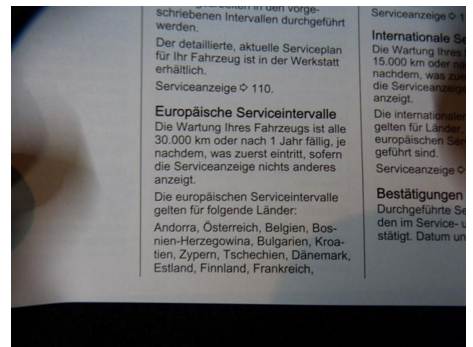 schriebenen Intervallen durchgeführt
werden.
Der detaillierte, aktuelle Serviceplan
für Ihr Fahrzeug ist in der Werkstatt
erhältlich.
Serviceanzeige ➪ 110.
Europäische Serviceintervalle
Die Wartung Ihres Fahrzeugs ist alle
30.000 km oder nach 1 Jahr fällig, je
nachdem, was zuerst eintritt, sofern
die Serviceanzeige nichts anderes
anzeigt.
Die europäischen Serviceintervalle
gelten für folgende Länder:
Andorra, Österreich, Belgien, Bos-
nien-Herzegowina, Bulgarien, Kroa-
tien, Zypern, Tschechien, Dänemark,
Estland, Finnland, Frankreich,
Serviceanzeige ➪
Internationale
Die Wartung Ihres
15.000 km oder
nachdem, was
die Serviceanzeige
anzeigt.
Die internationalen
gelten für Länder,
europäischen
geführt sind.
Serviceanzeige ➪
Bestätigungen
Durchgeführte
den im Service-
stätigt. Datum